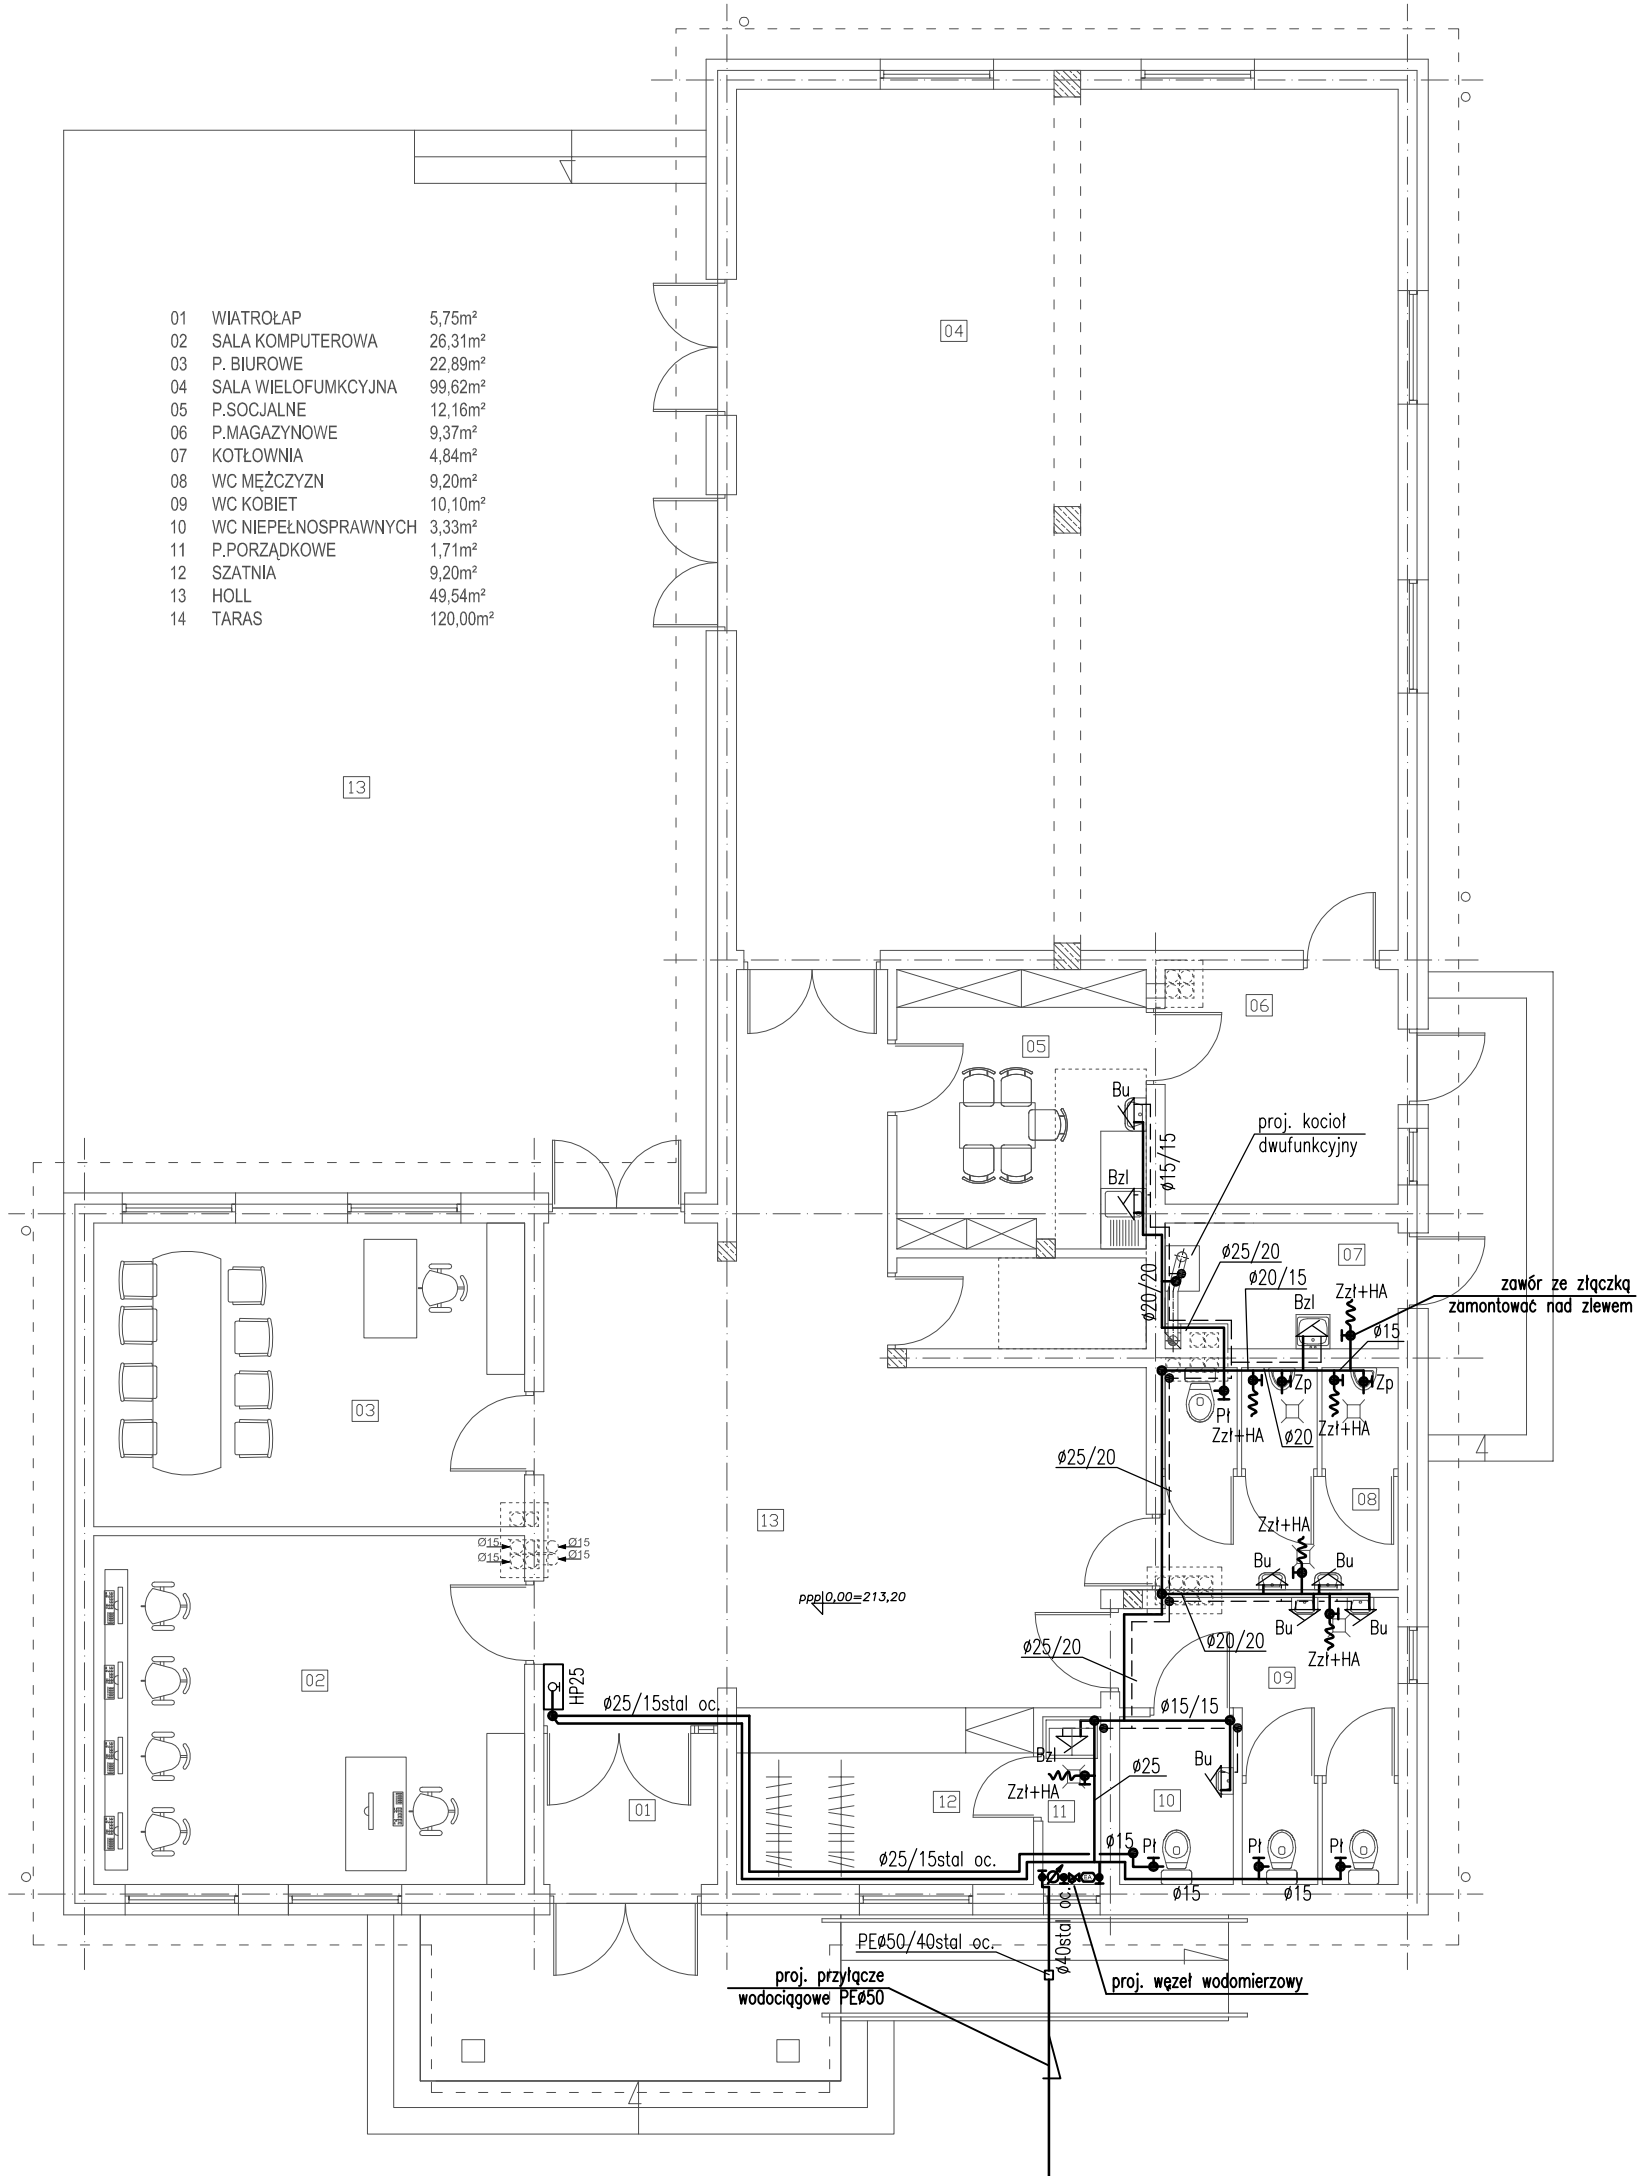 01 WIATROŁAP 5,75m²
02 SALA KOMPUTEROWA 26,31m²
03 P. BIUROWE 22,89m²
04 SALA WIELOFUMKCYJNA 99,62m²
05 P.SOCJALNE 12,16m²
06 P.MAGAZYNOWE 9,37m²
07 KOTŁOWNIA 4,84m²
08 WC MĘŻCZYZN 9,20m²
09 WC KOBIET 10,10m²
10 WC NIEPEŁNOSPRAWNYCH 3,33m²
11 P.PORZĄDKOWE 1,71m²
12 SZATNIA 9,20m²
13 HOLL 49,54m²
14 TARAS 120,00m²
04
13
06
05
Bu
proj. kocioł
dwufunkcyjny
ø15/15
Bzl
ø25/20
07
ø20/15
ø20/20
Zzł+HA
zawór ze złączką
zamontować nad zlewem
Bzl
ø15
Zp
Zp
Pł
Zzł+HA
ø20
Zzł+HA
03
ø25/20
08
13
Zzł+HA
Ø15
Ø15
Ø15
Ø15
Bu
Bu
ppp 0,00=213,20
Bu
Bu
ø25/20
ø20/20
Zzł+HA
09
02
HP25
ø25/15stal oc.
ø15/15
Bzl
Bu
ø25
Zzł+HA
12
11
10
01
ø15
Pł
Pł
Pł
ø25/15stal oc.
ø15
ø15
ø40stal oc.
PEø50/40stal oc.
proj. przyłącze
wodociągowe PEø50
proj. węzeł wodomierzowy